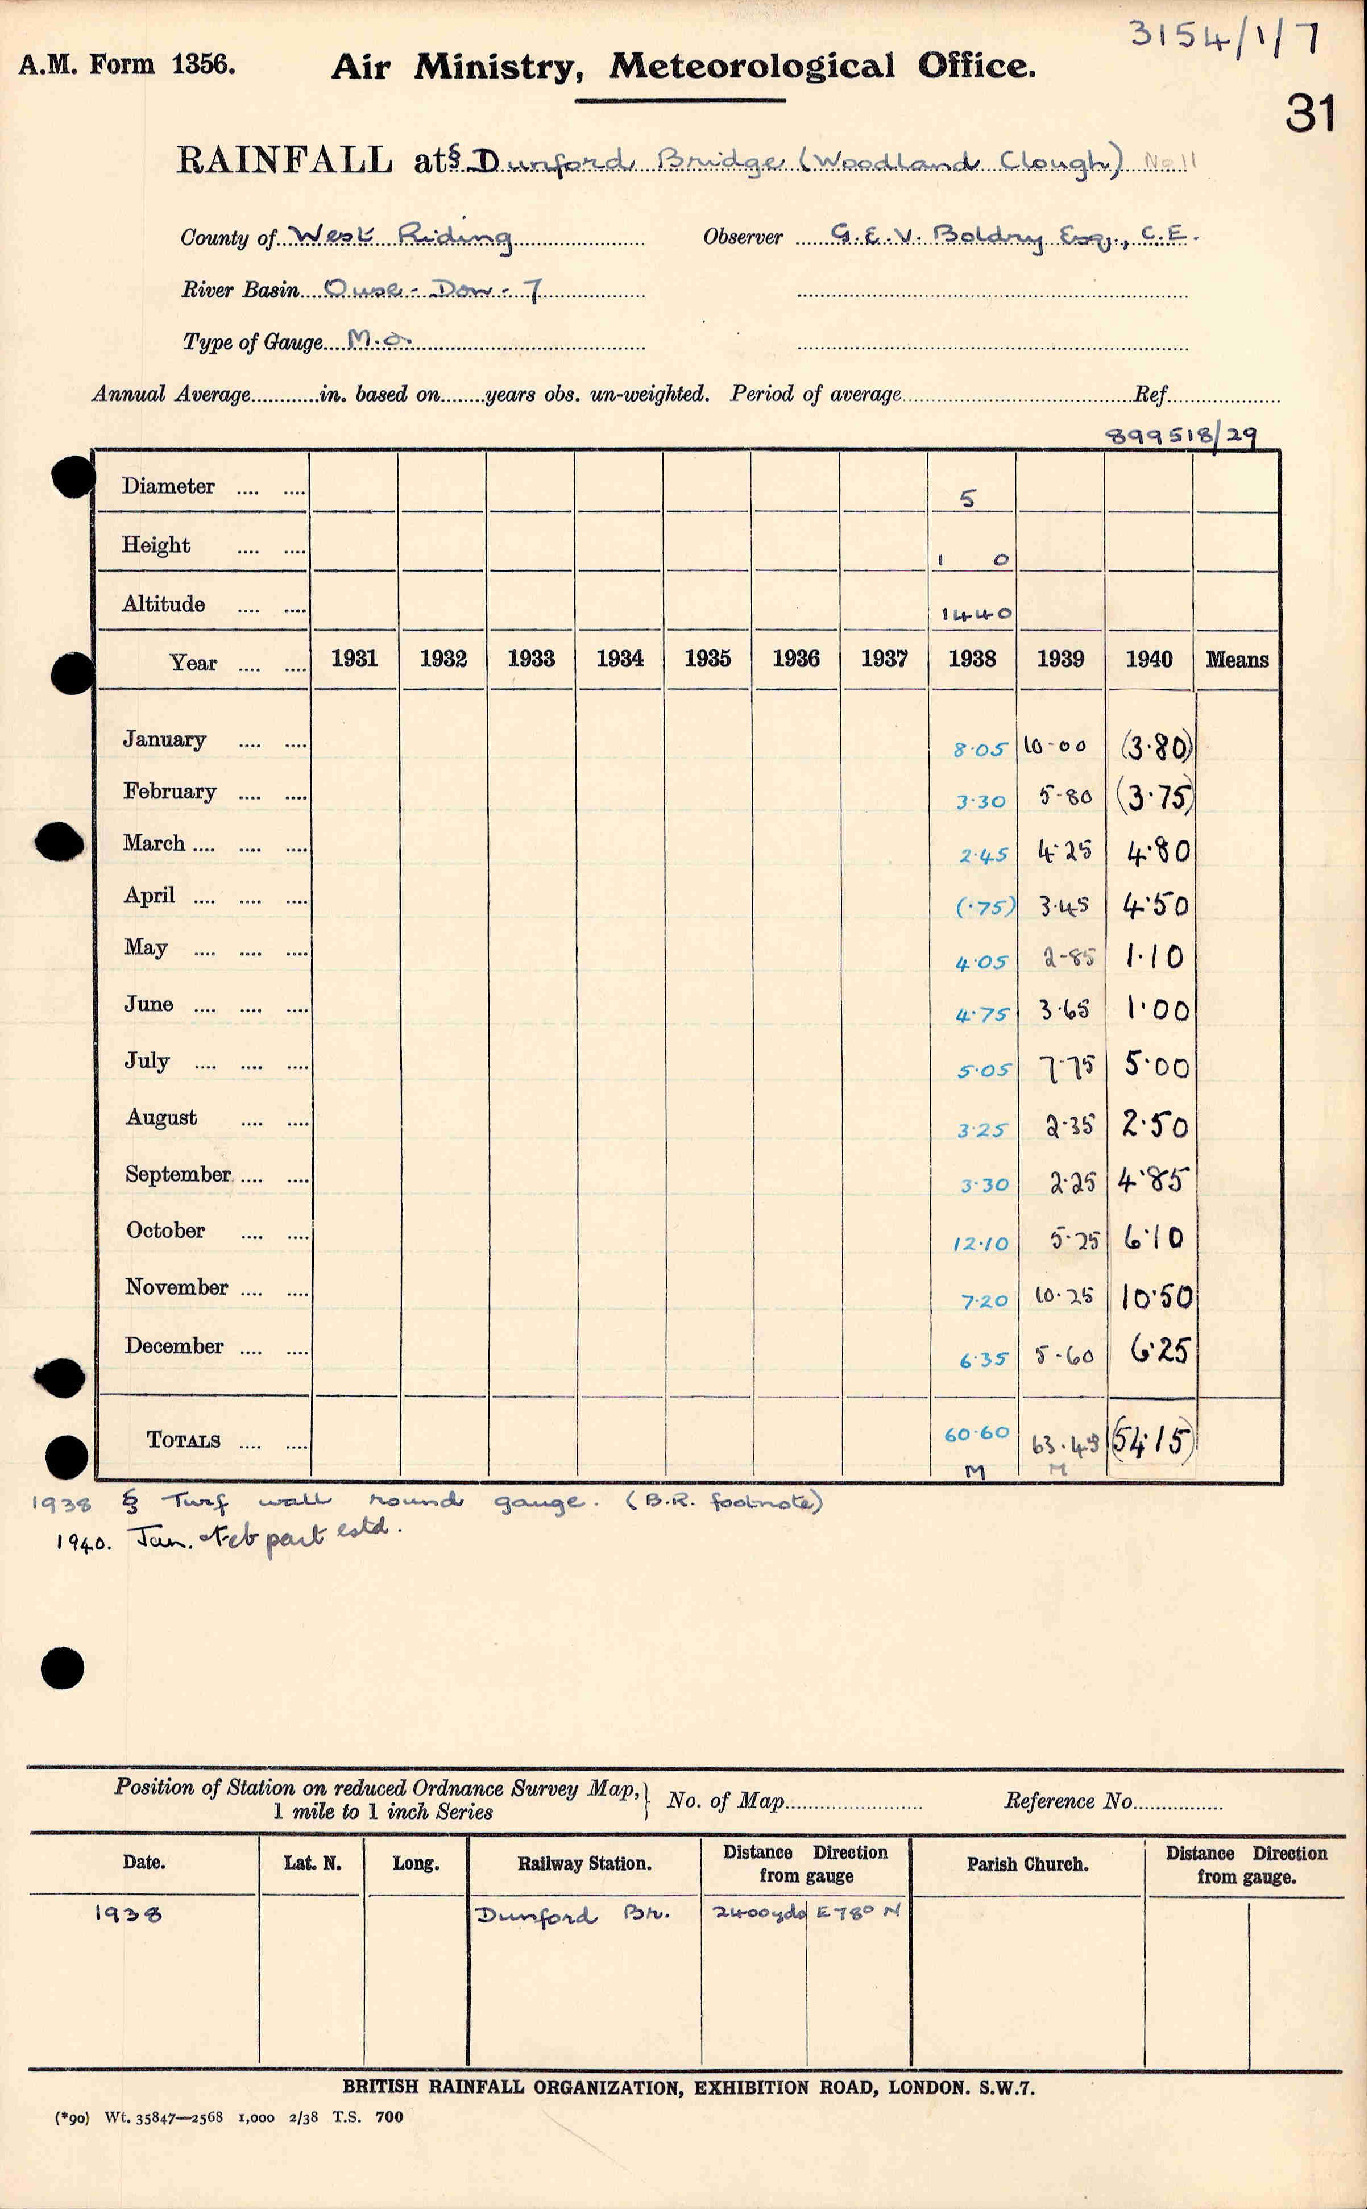 3154/1/7
A.M. Form 1356. Air Ministry, Meteorological Office.
31
RAINFALL at§ Dunford Bridge (Woodland Clough) No 11
County of West Riding Observer G.E.V. Boldry Esq., C.E.
River Basin Ouse - Don - 7
Type of Gauge M.O.
Annual Average............in. based on........years obs. un-weighted. Period of average........................................Ref....................
899518/29
Diameter .... .... 5
Height .... .... 1 0
Altitude .... .... 1440
Year .... .... 1931 1932 1933 1934 1935 1936 1937 1938 1939 1940 Means
January .... .... 8·05 10·00 (3·80)
February .... .... 3·30 5·80 (3·75)
March .... .... .... 2·45 4·25 4·80
April .... .... .... (·75) 3·45 4·50
May .... .... .... 4·05 2·85 1·10
June .... .... .... 4·75 3·65 1·00
July .... .... .... 5·05 7·75 5·00
August .... .... 3·25 2·35 2·50
September .... .... 3·30 2·25 4·85
October .... .... 12·10 5·25 6·10
November .... .... 7·20 10·25 10·50
December .... .... 6·35 5·60 6·25
TOTALS .... .... 60·60 63·45 (54·15)
M M
1938 § Turf wall round gauge. (B.R. footnote)
1940. Jan. & Feb part estd.
Position of Station on reduced Ordnance Survey Map, 1 mile to 1 inch Series } No. of Map........................ Reference No................
Date. Lat. N. Long. Railway Station. Distance Direction from gauge Parish Church. Distance Direction from gauge.
1938 Dunford Br. 2400yds E78° N
BRITISH RAINFALL ORGANIZATION, EXHIBITION ROAD, LONDON. S.W.7.
(*90) Wt. 35847—2568 1,000 2/38 T.S. 700